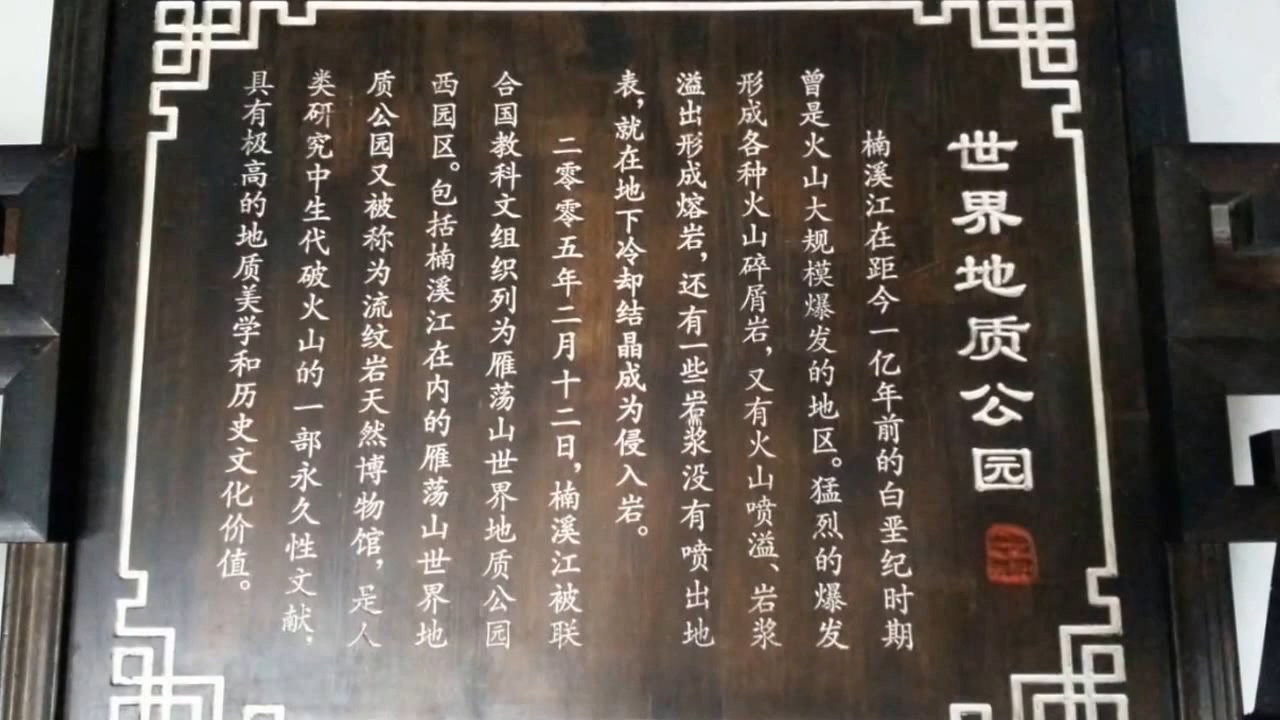 世界地质公园
楠溪江在距今一亿年前的白垩纪时期
曾是火山大规模爆发的地区。猛烈的爆发
形成各种火山碎屑岩，又有火山喷溢、岩浆
溢出形成熔岩，还有一些岩浆没有喷出地
表，就在地下冷却结晶成为侵入岩。
二零零五年二月十二日，楠溪江被联
合国教科文组织列为雁荡山世界地质公园
西园区。包括楠溪江在内的雁荡山世界地
质公园又被称为流纹岩天然博物馆，是人
类研究中生代破火山的一部永久性文献，
具有极高的地质美学和历史文化价值。